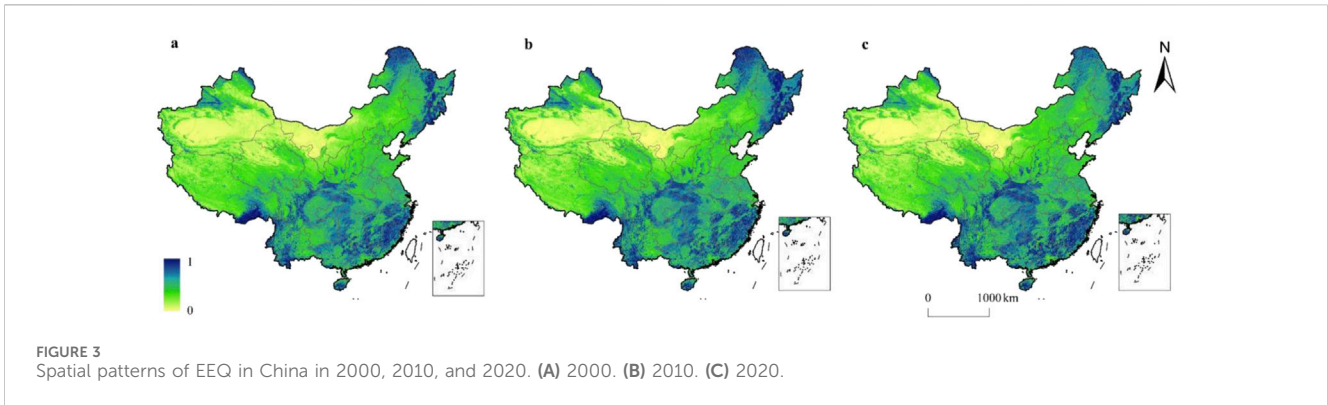 a
b
c
N
1
0
0
1000 km
FIGURE 3
Spatial patterns of EEQ in China in 2000, 2010, and 2020. (A) 2000. (B) 2010. (C) 2020.